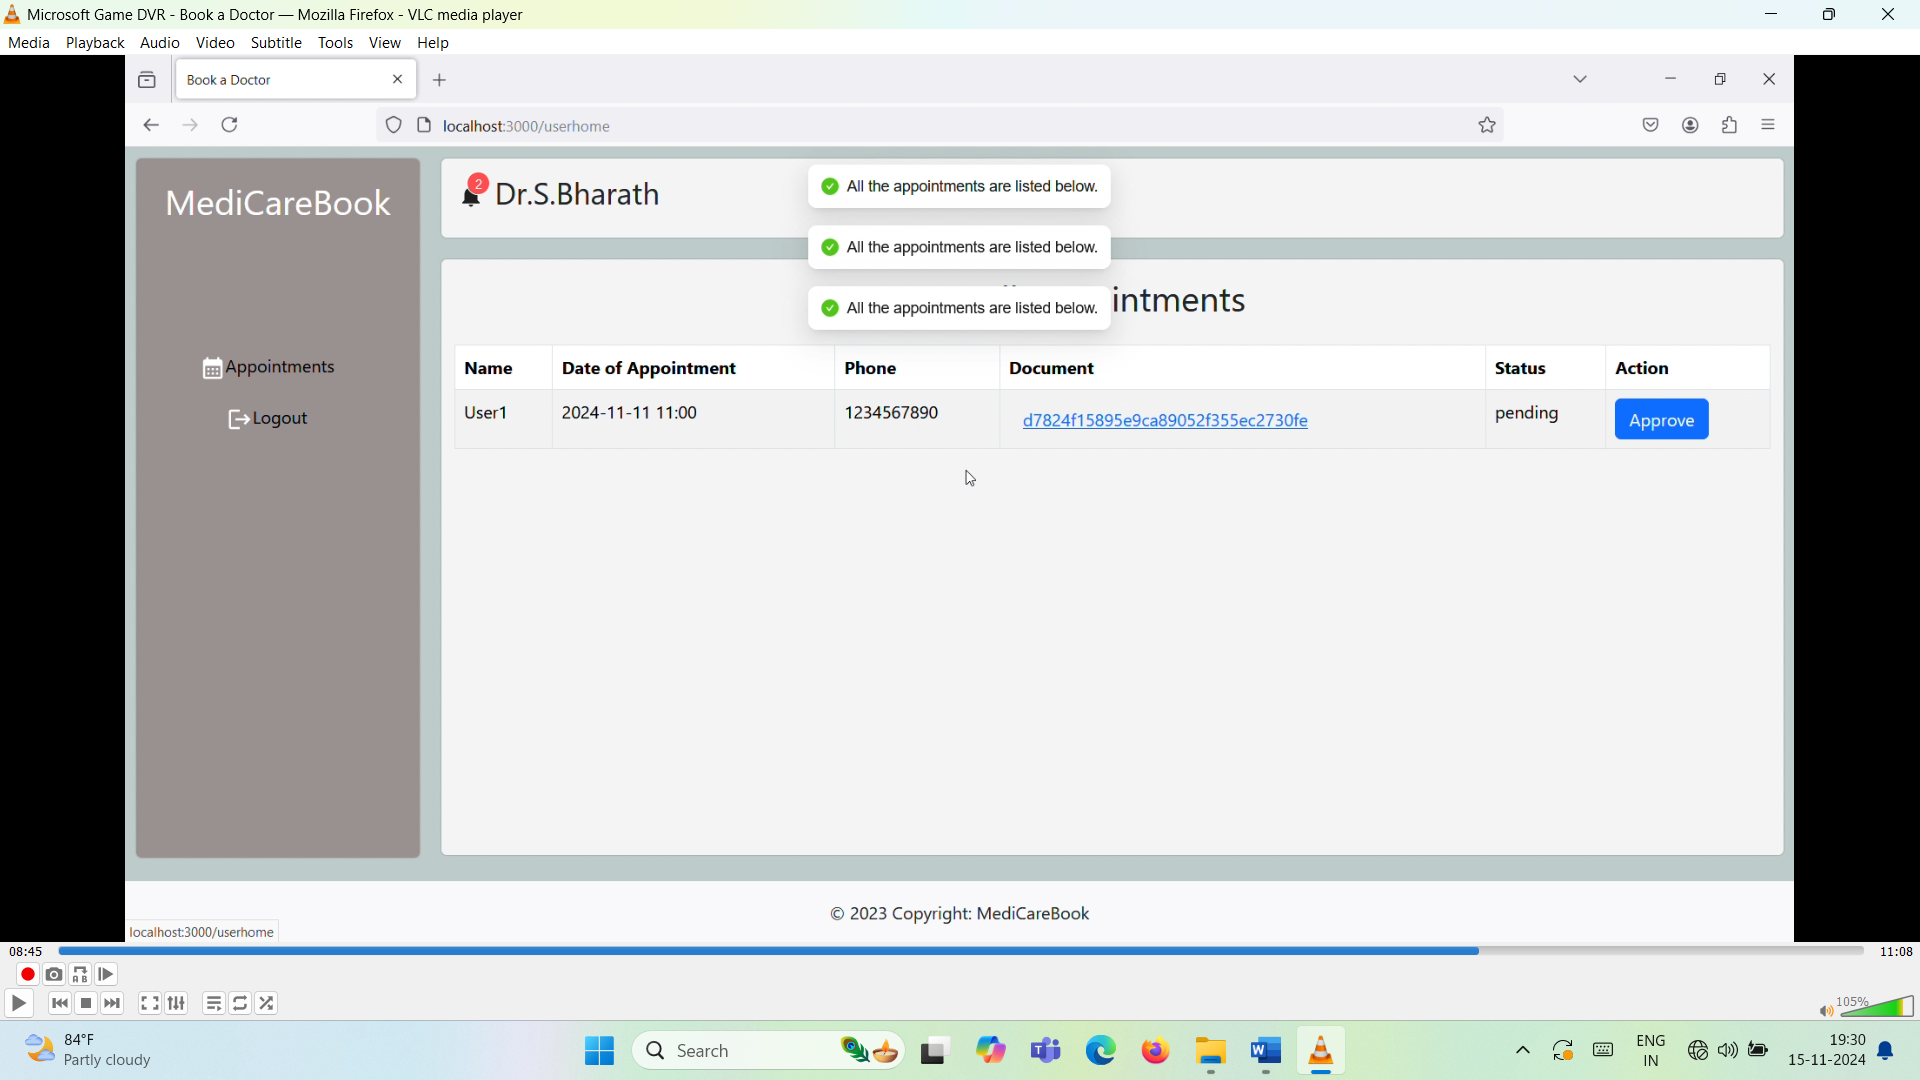 Microsoft Game DVR - Book a Doctor — Mozilla Firefox - VLC media player
Media Playback Audio Video Subtitle Tools View Help
Book a Doctor
localhost:3000/userhome
MediCareBook
2
Dr.S.Bharath
All the appointments are listed below.
All the appointments are listed below.
All the appointments are listed below.
intments
Appointments
Logout
Name Date of Appointment Phone Document Status Action
User1 2024-11-11 11:00 1234567890 d7824f15895e9ca89052f355ec2730fe pending Approve
© 2023 Copyright: MediCareBook
localhost:3000/userhome
08:45 11:08
A B
105%
84°F
Partly cloudy
Search
ENG
IN
19:30
15-11-2024